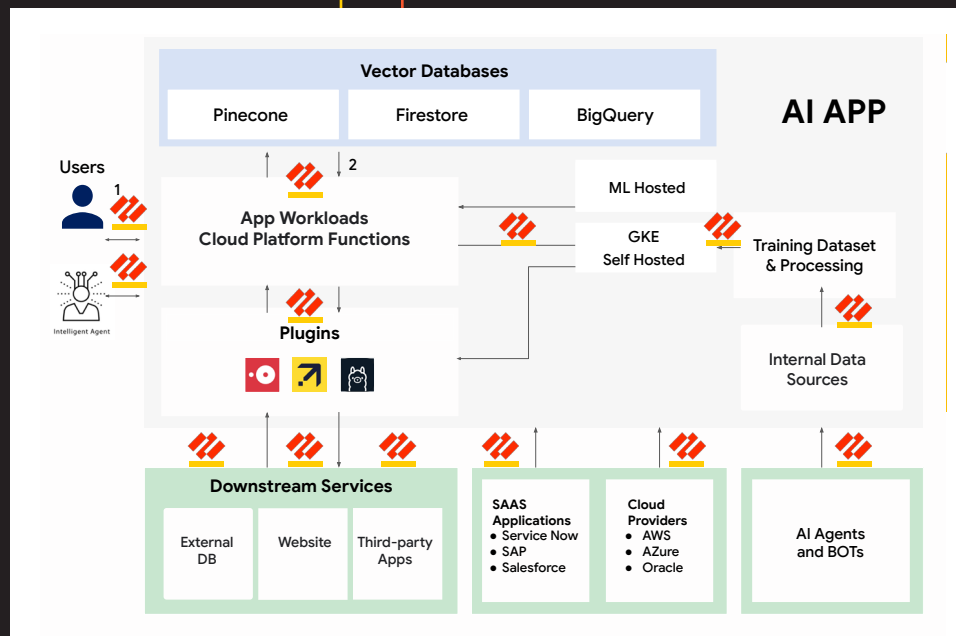 Vector Databases
Pinecone
Firestore
BigQuery
AI APP
Users
1
2
App Workloads
Cloud Platform Functions
ML Hosted
GKE
Self Hosted
Training Dataset
& Processing
Intelligent Agent
Plugins
Internal Data
Sources
Downstream Services
External
DB
Website
Third-party
Apps
SAAS
Applications
● Service Now
● SAP
● Salesforce
Cloud
Providers
● AWS
● AZure
● Oracle
AI Agents
and BOTs